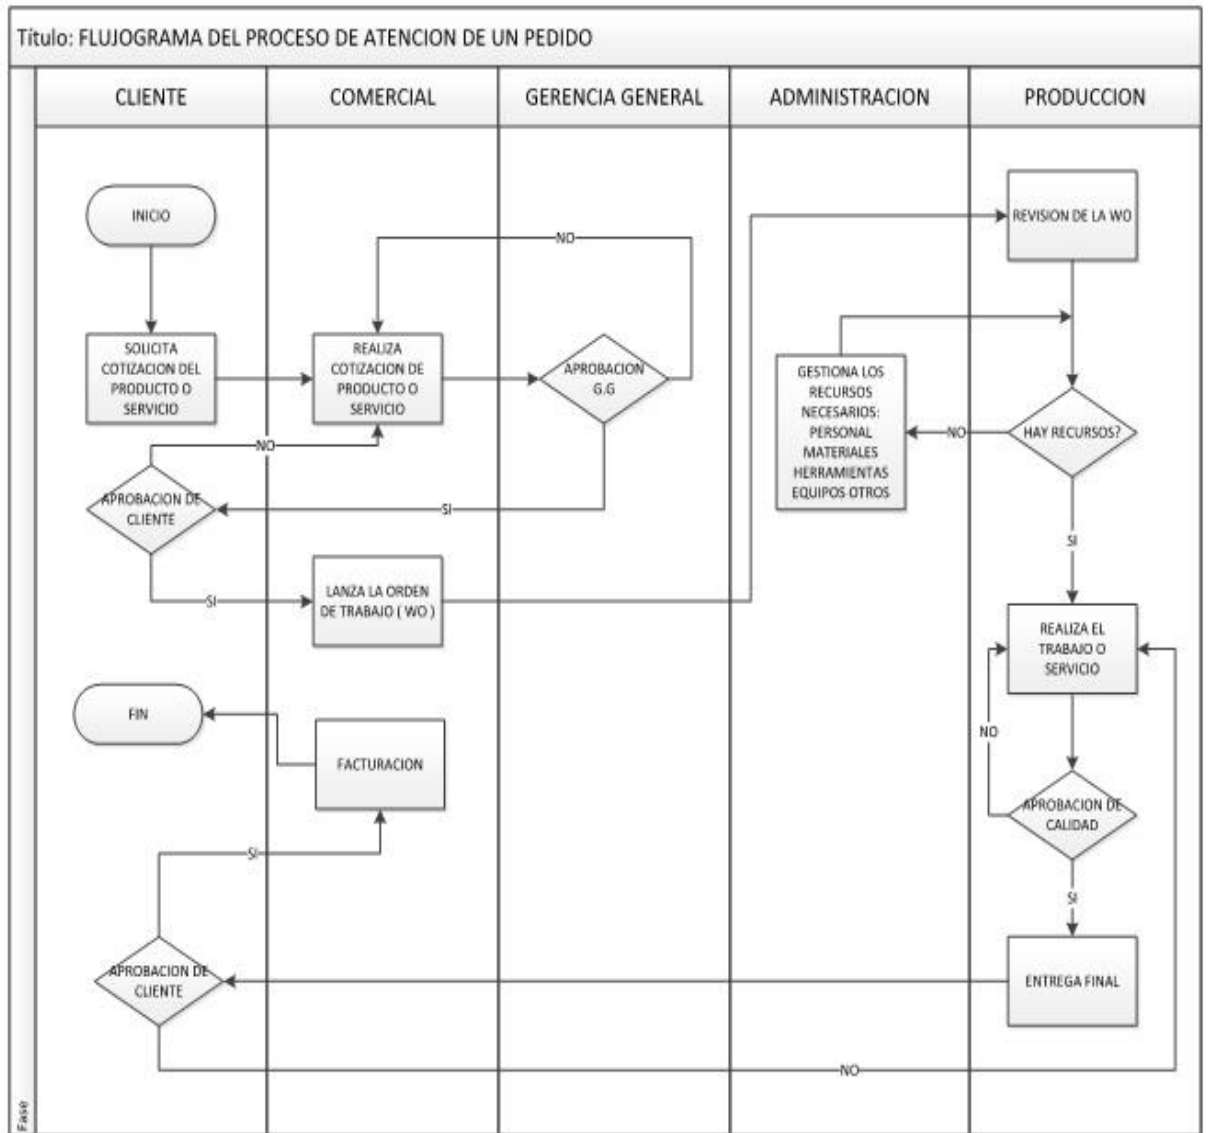 Título: FLUJOGRAMA DEL PROCESO DE ATENCION DE UN PEDIDO
CLIENTE
COMERCIAL
GERENCIA GENERAL
ADMINISTRACION
PRODUCCION
INICIO
REVISION DE LA WO
NO
SOLICITA
COTIZACION DEL
PRODUCTO O
SERVICIO
REALIZA
COTIZACION DE
PRODUCTO O
SERVICIO
APROBACION
G.G
GESTIONA LOS
RECURSOS
NECESARIOS:
PERSONAL
MATERIALES
HERRAMIENTAS
EQUIPOS OTROS
NO
HAY RECURSOS?
NO
APROBACION DE
CLIENTE
SI
SI
SI
LANZA LA ORDEN
DE TRABAJO ( WO )
REALIZA EL
TRABAJO O
SERVICIO
FIN
NO
FACTURACION
APROBACION DE
CALIDAD
SI
SI
APROBACION DE
CLIENTE
ENTREGA FINAL
NO
Fase